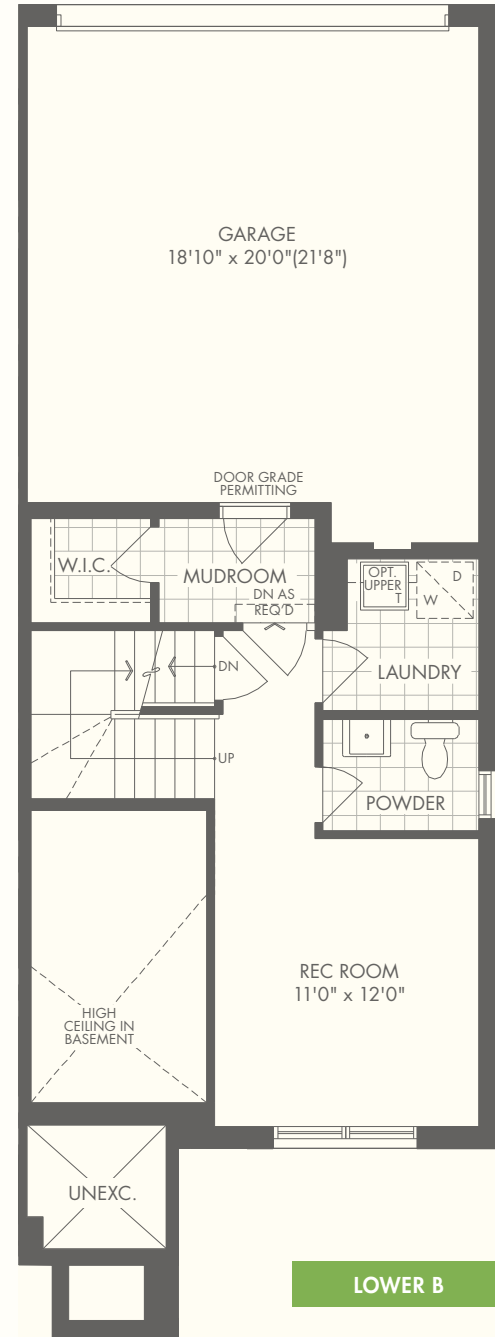 GARAGE
18'10" x 20'0"(21'8")
DOOR GRADE
PERMITTING
W.I.C.
MUDROOM
DN AS
REQ'D
OPT.
UPPER
T
D
W
LAUNDRY
DN
UP
POWDER
REC ROOM
11'0" x 12'0"
HIGH
CEILING IN
BASEMENT
UNEXC.
LOWER B